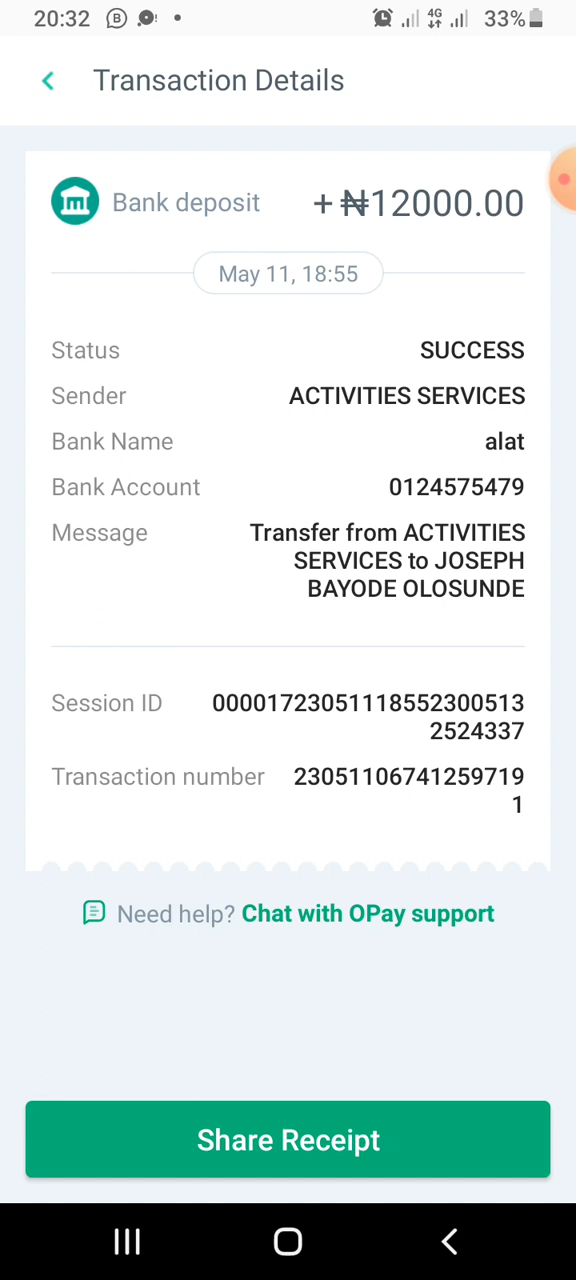 20:32 B 4G 33%
Transaction Details
Bank deposit +₦12000.00
May 11, 18:55
Status SUCCESS
Sender ACTIVITIES SERVICES
Bank Name alat
Bank Account 0124575479
Message Transfer from ACTIVITIES
SERVICES to JOSEPH
BAYODE OLOSUNDE
Session ID 00001723051118552300513
2524337
Transaction number 23051106741259719
1
Need help? Chat with OPay support
Share Receipt